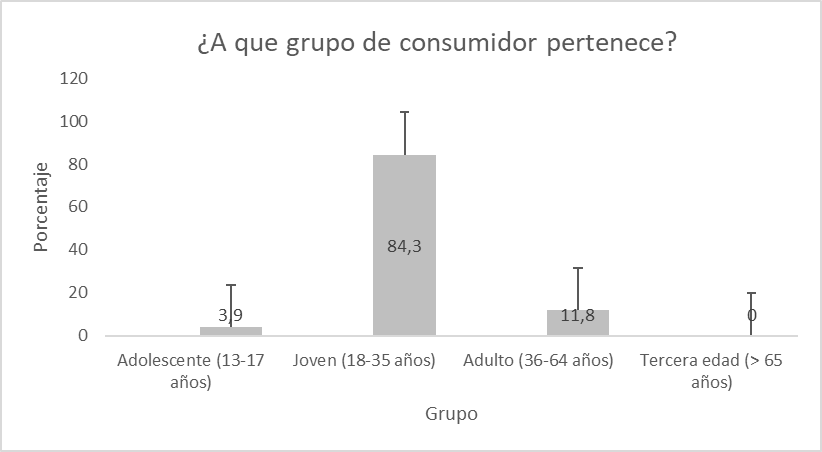 ¿A que grupo de consumidor pertenece?
120
100
80
60
40
20
0
Porcentaje
3,9
84,3
11,8
0
Adolescente (13-17
años)
Joven (18-35 años)
Adulto (36-64 años)
Tercera edad (> 65
años)
Grupo